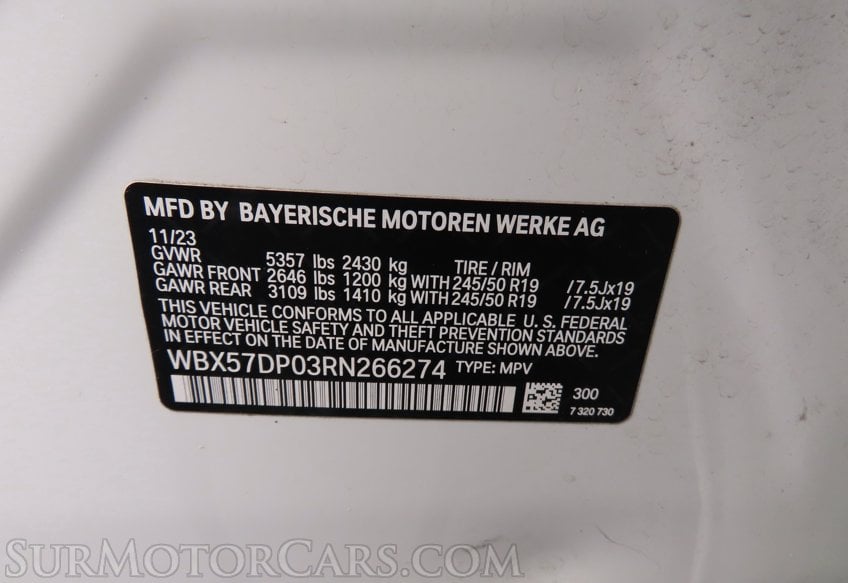 MFD BY BAYERISCHE MOTOREN WERKE AG
11/23
GVWR 5357 lbs 2430 kg TIRE / RIM
GAWR FRONT 2646 lbs 1200 kg WITH 245/50 R19 /7.5Jx19
GAWR REAR 3109 lbs 1410 kg WITH 245/50 R19 /7.5Jx19
THIS VEHICLE CONFORMS TO ALL APPLICABLE U. S. FEDERAL
MOTOR VEHICLE SAFETY AND THEFT PREVENTION STANDARDS
IN EFFECT ON THE DATE OF MANUFACTURE SHOWN ABOVE.
WBX57DP03RN266274 TYPE: MPV
300
7 320 730
SURMOTORCARS.COM